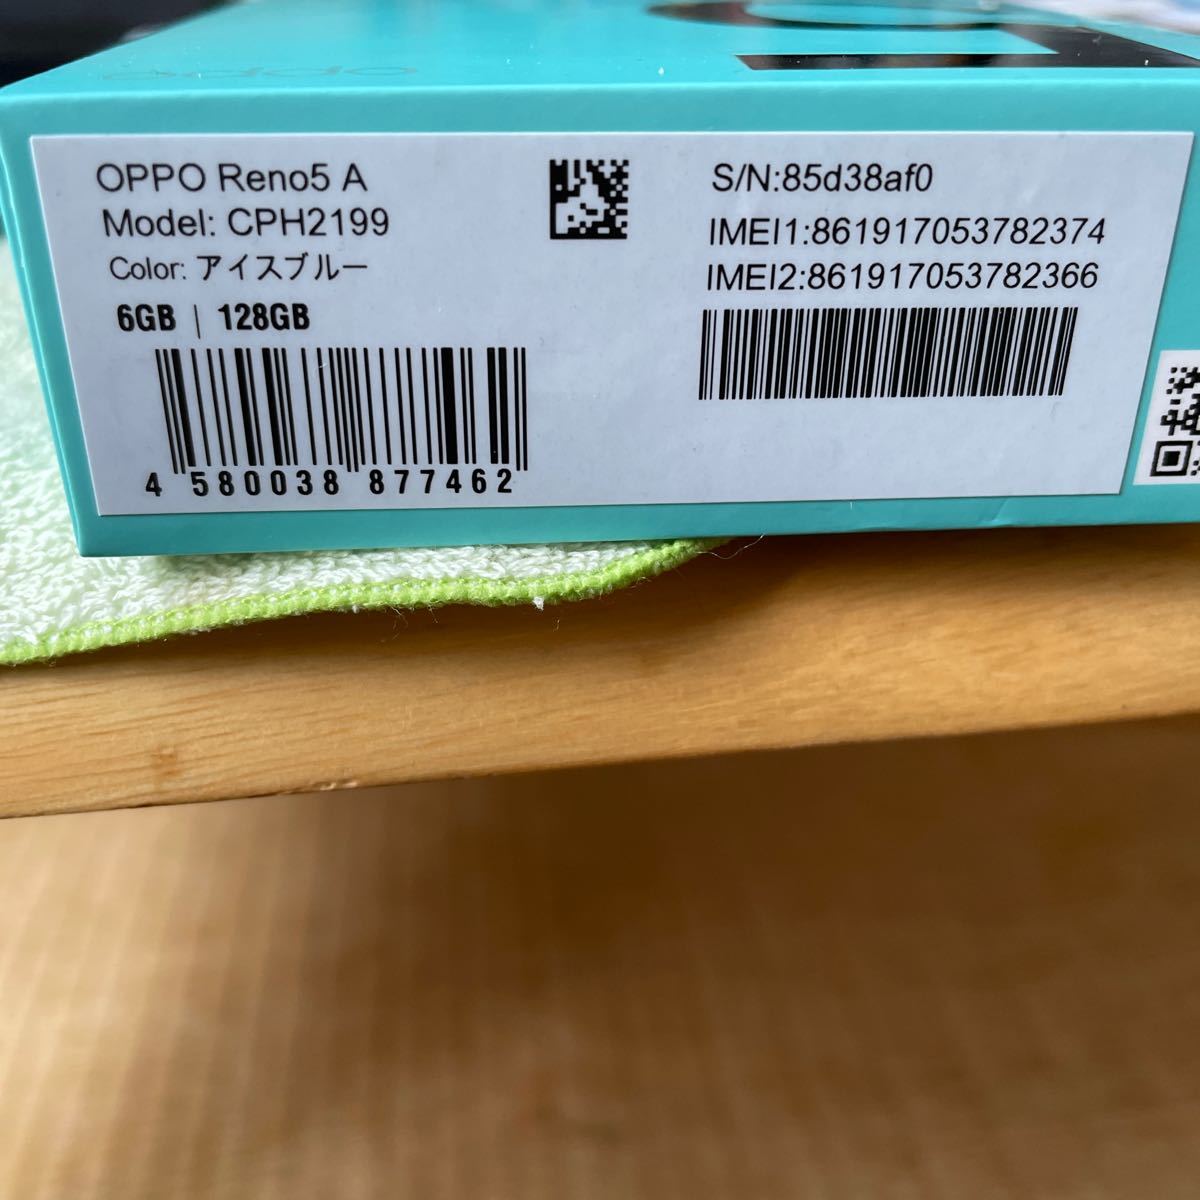 oppo
OPPO Reno5 A
Model: CPH2199
Color: アイスブルー
6GB | 128GB
4 580038 877462
S/N:85d38af0
IMEI1:861917053782374
IMEI2:861917053782366